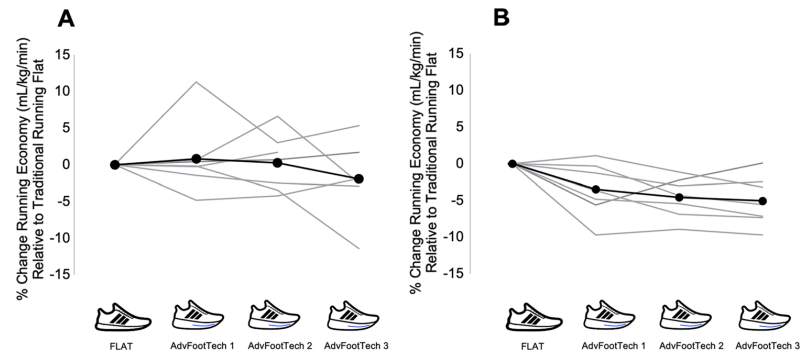 A
% Change Running Economy (mL/kg/min)
Relative to Traditional Running Flat
15
10
5
0
-5
-10
-15
FLAT
AdvFootTech 1
AdvFootTech 2
AdvFootTech 3
B
% Change Running Economy (mL/kg/min)
Relative to Traditional Running Flat
15
10
5
0
-5
-10
-15
FLAT
AdvFootTech 1
AdvFootTech 2
AdvFootTech 3